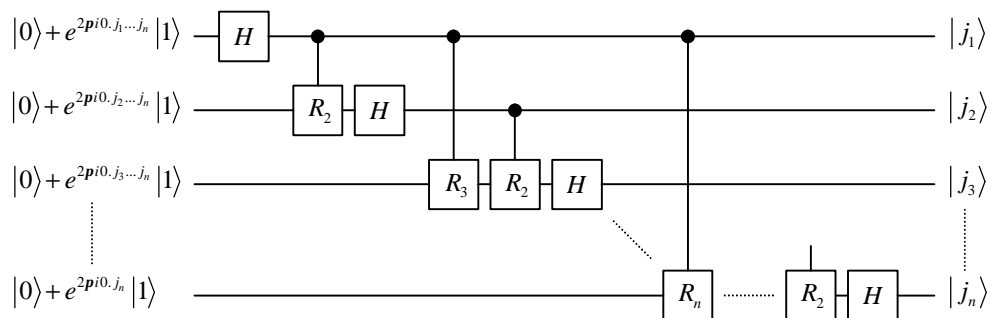 |0⟩ + e^{2pi0.j_1...j_n} |1⟩ H |j_1⟩
|0⟩ + e^{2pi0.j_2...j_n} |1⟩ R_2 H |j_2⟩
|0⟩ + e^{2pi0.j_3...j_n} |1⟩ R_3 R_2 H |j_3⟩
|0⟩ + e^{2pi0.j_n} |1⟩ R_n R_2 H |j_n⟩